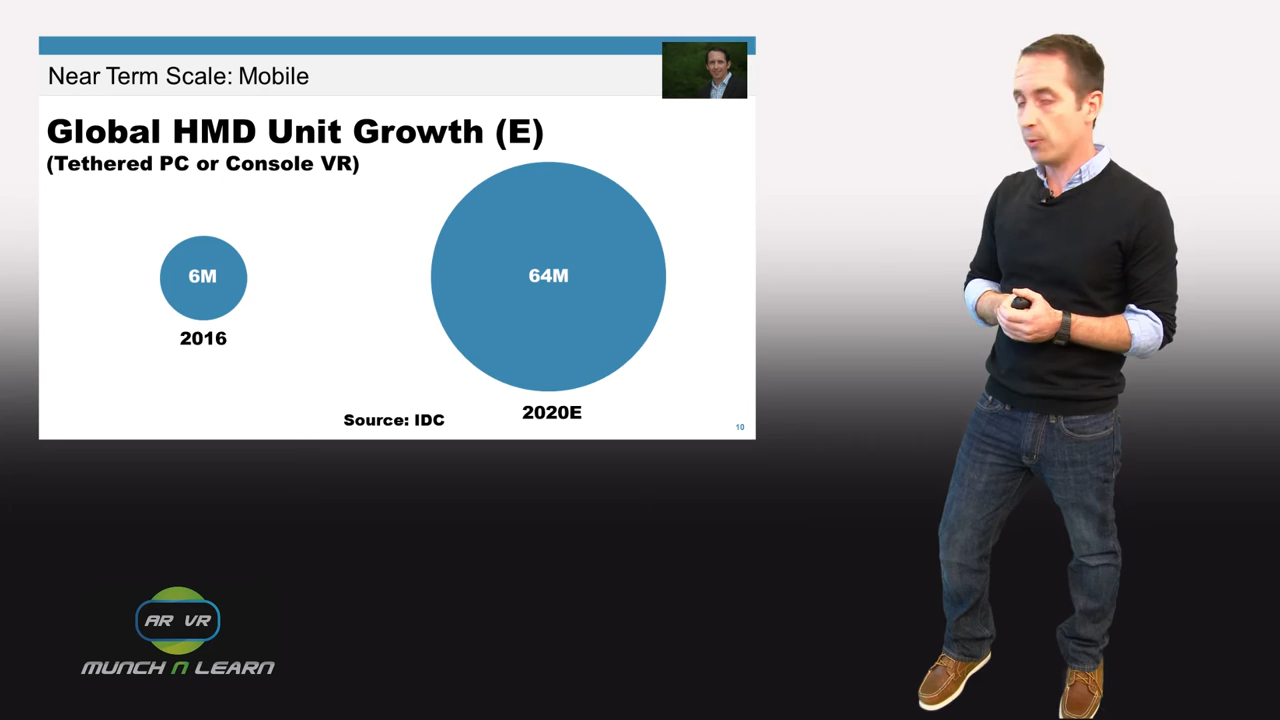 Near Term Scale: Mobile
Global HMD Unit Growth (E)
(Tethered PC or Console VR)
6M
64M
2016
2020E
Source: IDC
10
AR VR
MUNCH N LEARN